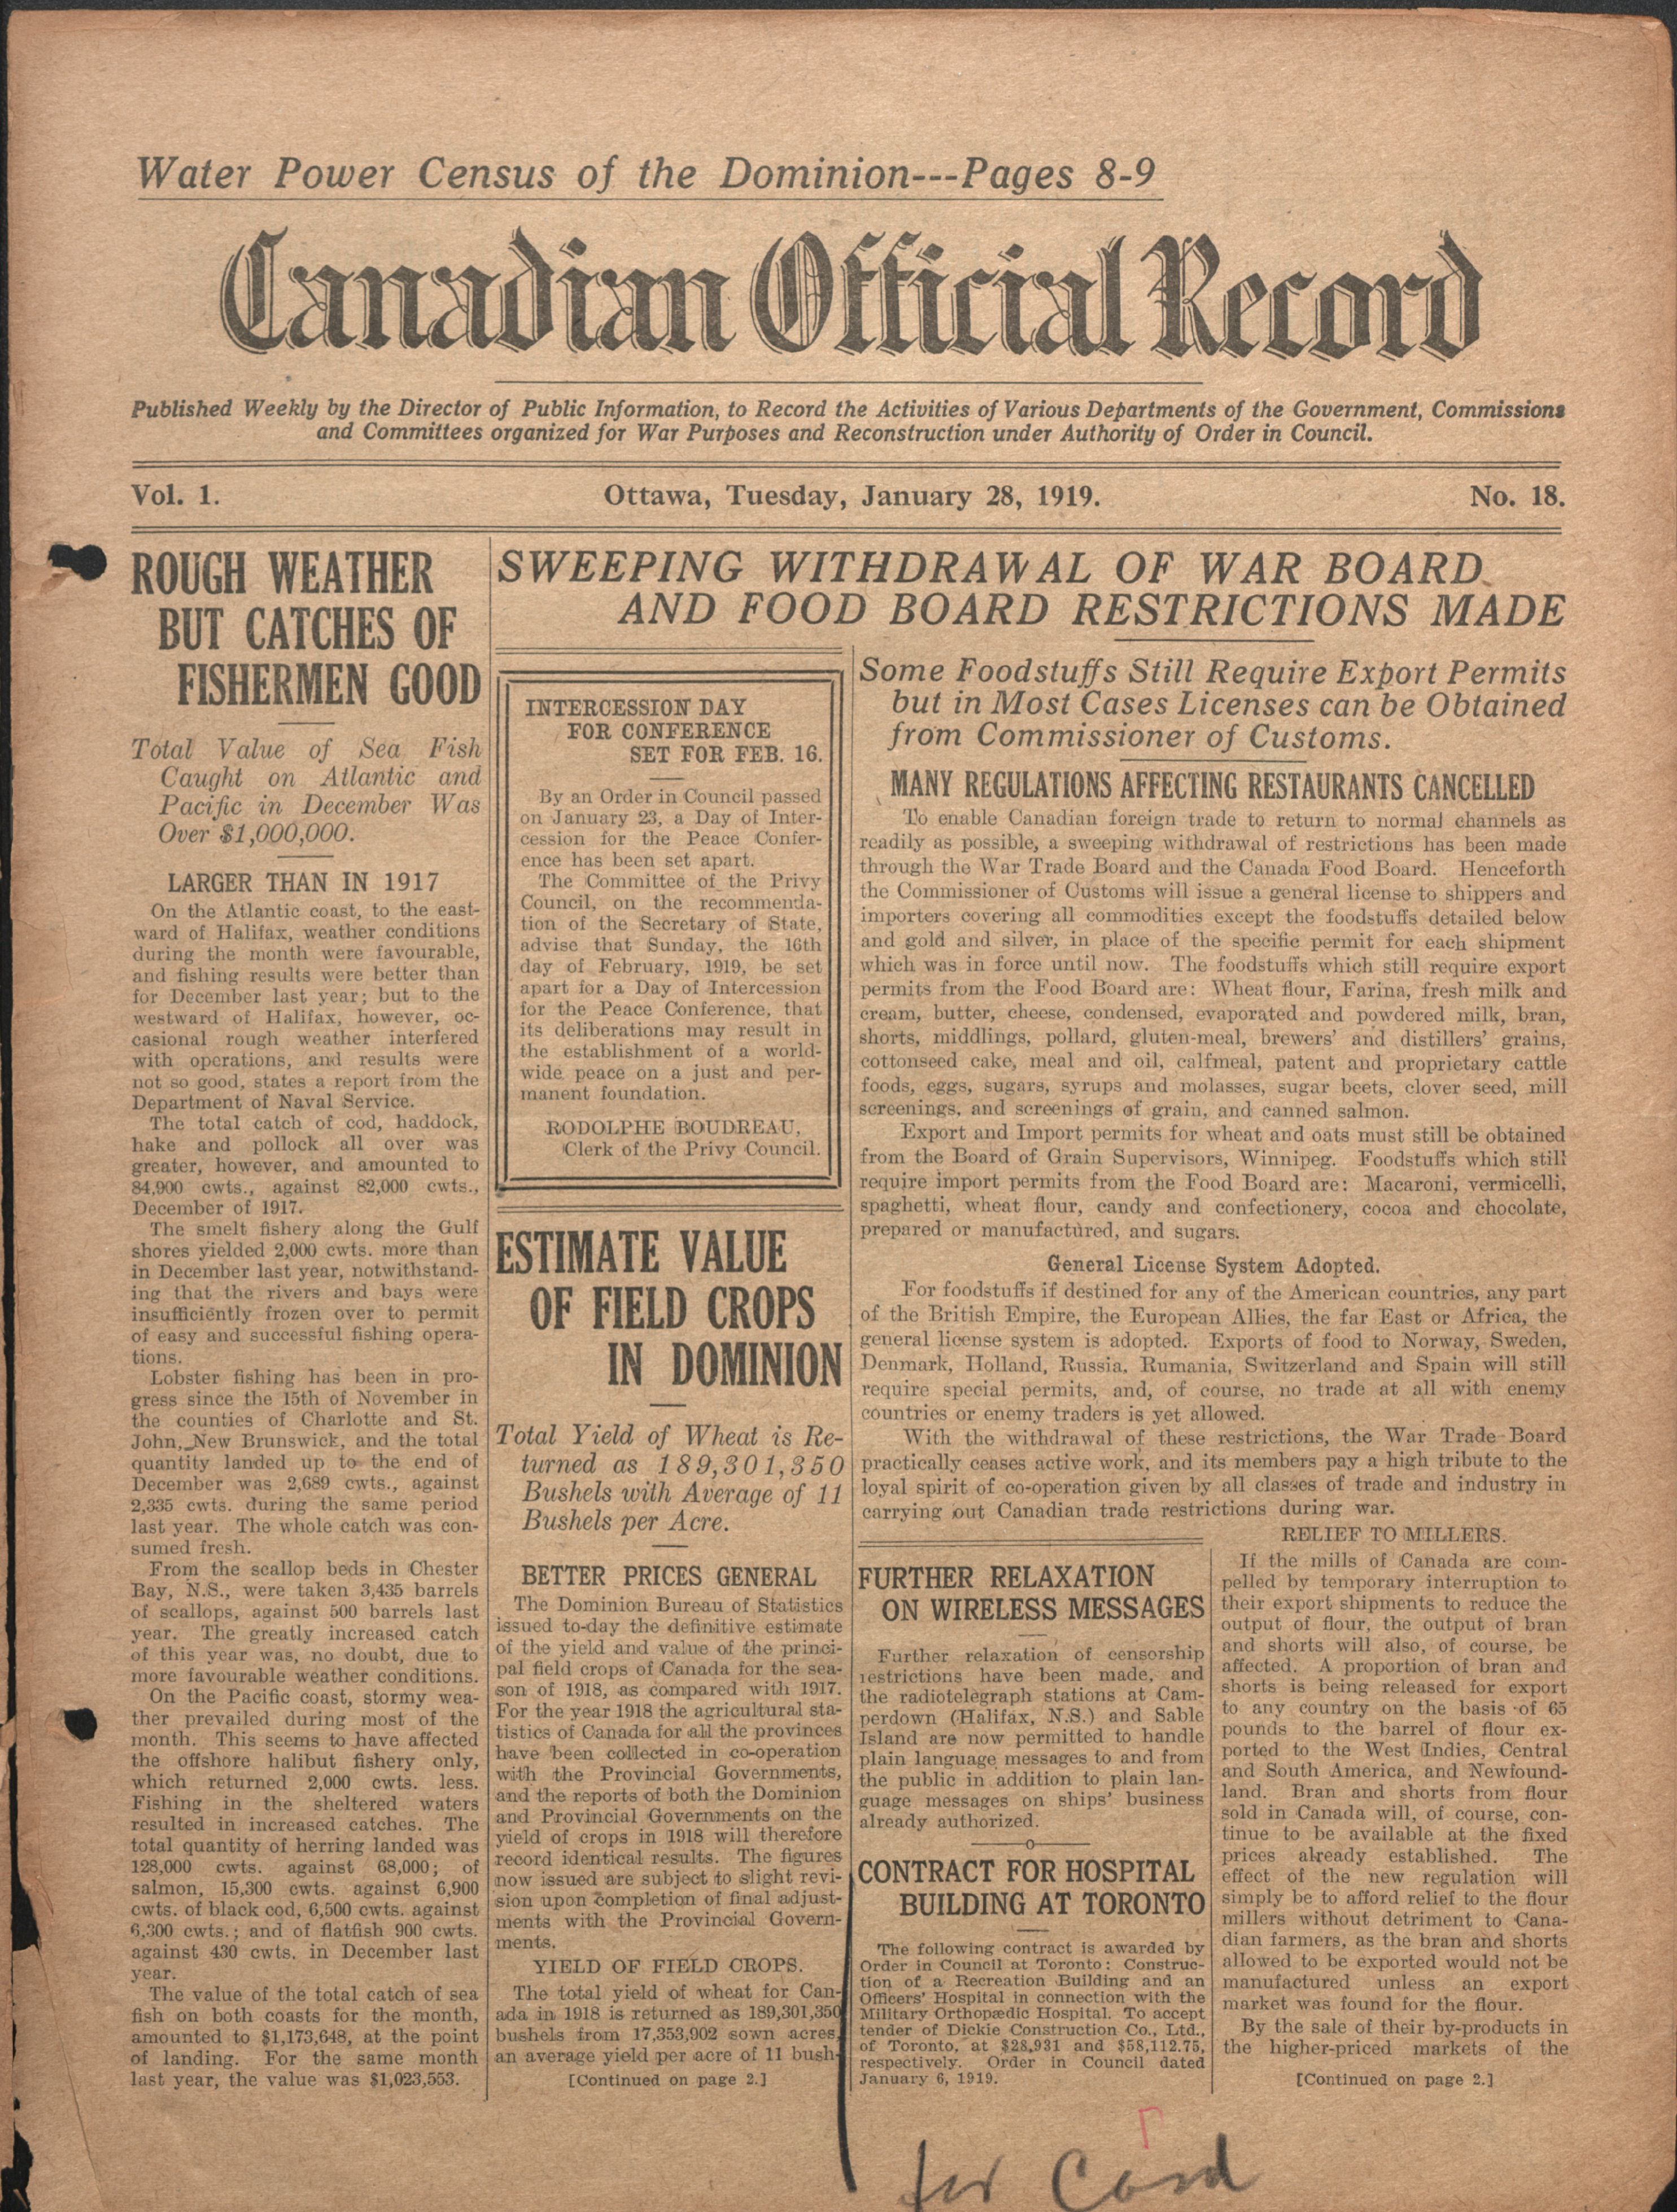 Water Power Census of the Dominion---Pages 8-9
Canadian Official Record
Published Weekly by the Director of Public Information, to Record the Activities of Various Departments of the Government, Commissions
and Committees organized for War Purposes and Reconstruction under Authority of Order in Council.
Vol. 1.
Ottawa, Tuesday, January 28, 1919.
No. 18.
ROUGH WEATHER
BUT CATCHES OF
FISHERMEN GOOD
Total Value of Sea Fish
Caught on Atlantic and
Pacific in December Was
Over $1,000,000.
LARGER THAN IN 1917
On the Atlantic coast, to the east-
ward of Halifax, weather conditions
during the month were favourable,
and fishing results were better than
for December last year; but to the
westward of Halifax, however, oc-
casional rough weather interfered
with operations, and results were
not so good, states a report from the
Department of Naval Service.
The total catch of cod, haddock,
hake and pollock all over was
greater, however, and amounted to
84,900 cwts., against 82,000 cwts.,
December of 1917.
The smelt fishery along the Gulf
shores yielded 2,000 cwts. more than
in December last year, notwithstand-
ing that the rivers and bays were
insufficiently frozen over to permit
of easy and successful fishing opera-
tions.
Lobster fishing has been in pro-
gress since the 15th of November in
the counties of Charlotte and St.
John, New Brunswick, and the total
quantity landed up to the end of
December was 2,689 cwts., against
2,335 cwts. during the same period
last year. The whole catch was con-
sumed fresh.
From the scallop beds in Chester
Bay, N.S., were taken 3,435 barrels
of scallops, against 500 barrels last
year. The greatly increased catch
of this year was, no doubt, due to
more favourable weather conditions.
On the Pacific coast, stormy wea-
ther prevailed during most of the
month. This seems to have affected
the offshore halibut fishery only,
which returned 2,000 cwts. less.
Fishing in the sheltered waters
resulted in increased catches. The
total quantity of herring landed was
128,000 cwts. against 68,000; of
salmon, 15,300 cwts. against 6,900
cwts. of black cod, 6,500 cwts. against
6,300 cwts.; and of flatfish 900 cwts.
against 430 cwts. in December last
year.
The value of the total catch of sea
fish on both coasts for the month,
amounted to $1,173,648, at the point
of landing. For the same month
last year, the value was $1,023,553.
SWEEPING WITHDRAWAL OF WAR BOARD
AND FOOD BOARD RESTRICTIONS MADE
INTERCESSION DAY
FOR CONFERENCE
SET FOR FEB. 16.
By an Order in Council passed
on January 23, a Day of Inter-
cession for the Peace Confer-
ence has been set apart.
The Committee of the Privy
Council, on the recommenda-
tion of the Secretary of State,
advise that Sunday, the 16th
day of February, 1919, be set
apart for a Day of Intercession
for the Peace Conference, that
its deliberations may result in
the establishment of a world-
wide peace on a just and per-
manent foundation.
RODOLPHE BOUDREAU,
Clerk of the Privy Council.
ESTIMATE VALUE
OF FIELD CROPS
IN DOMINION
Total Yield of Wheat is Re-
turned as 189,301,350
Bushels with Average of 11
Bushels per Acre.
BETTER PRICES GENERAL
The Dominion Bureau of Statistics
issued to-day the definitive estimate
of the yield and value of the princi-
pal field crops of Canada for the sea-
son of 1918, as compared with 1917.
For the year 1918 the agricultural sta-
tistics of Canada for all the provinces
have been collected in co-operation
with the Provincial Governments,
and the reports of both the Dominion
and Provincial Governments on the
yield of crops in 1918 will therefore
record identical results. The figures
now issued are subject to slight revi-
sion upon completion of final adjust-
ments with the Provincial Govern-
ments.
YIELD OF FIELD CROPS.
The total yield of wheat for Can-
ada in 1918 is returned as 189,301,350
bushels from 17,353,902 sown acres,
an average yield per acre of 11 bush-
[Continued on page 2.]
Some Foodstuffs Still Require Export Permits
but in Most Cases Licenses can be Obtained
from Commissioner of Customs.
MANY REGULATIONS AFFECTING RESTAURANTS CANCELLED
To enable Canadian foreign trade to return to normal channels as
readily as possible, a sweeping withdrawal of restrictions has been made
through the War Trade Board and the Canada Food Board. Henceforth
the Commissioner of Customs will issue a general license to shippers and
importers covering all commodities except the foodstuffs detailed below
and gold and silver, in place of the specific permit for each shipment
which was in force until now. The foodstuffs which still require export
permits from the Food Board are: Wheat flour, Farina, fresh milk and
cream, butter, cheese, condensed, evaporated and powdered milk, bran,
shorts, middlings, pollard, gluten-meal, brewers' and distillers' grains,
cottonseed cake, meal and oil, calfmeal, patent and proprietary cattle
foods, eggs, sugars, syrups and molasses, sugar beets, clover seed, mill
screenings, and screenings of grain, and canned salmon.
Export and Import permits for wheat and oats must still be obtained
from the Board of Grain Supervisors, Winnipeg. Foodstuffs which still
require import permits from the Food Board are: Macaroni, vermicelli,
spaghetti, wheat flour, candy and confectionery, cocoa and chocolate,
prepared or manufactured, and sugars.
General License System Adopted.
For foodstuffs if destined for any of the American countries, any part
of the British Empire, the European Allies, the far East or Africa, the
general license system is adopted. Exports of food to Norway, Sweden,
Denmark, Holland, Russia, Rumania, Switzerland and Spain will still
require special permits, and, of course, no trade at all with enemy
countries or enemy traders is yet allowed.
With the withdrawal of these restrictions, the War Trade Board
practically ceases active work, and its members pay a high tribute to the
loyal spirit of co-operation given by all classes of trade and industry in
carrying out Canadian trade restrictions during war.
FURTHER RELAXATION
ON WIRELESS MESSAGES
Further relaxation of censorship
restrictions have been made, and
the radiotelegraph stations at Cam-
perdown (Halifax, N.S.) and Sable
Island are now permitted to handle
plain language messages to and from
the public in addition to plain lan-
guage messages on ships' business
already authorized.
CONTRACT FOR HOSPITAL
BUILDING AT TORONTO
The following contract is awarded by
Order in Council at Toronto: Construc-
tion of a Recreation Building and an
Officers' Hospital in connection with the
Military Orthopædic Hospital. To accept
tender of Dickie Construction Co., Ltd.,
of Toronto, at $28,931 and $58,112.75,
respectively. Order in Council dated
January 6, 1919.
RELIEF TO MILLERS.
If the mills of Canada are com-
pelled by temporary interruption to
their export shipments to reduce the
output of flour, the output of bran
and shorts will also, of course, be
affected. A proportion of bran and
shorts is being released for export
to any country on the basis of 65
pounds to the barrel of flour ex-
ported to the West Indies, Central
and South America, and Newfound-
land. Bran and shorts from flour
sold in Canada will, of course, con-
tinue to be available at the fixed
prices already established. The
effect of the new regulation will
simply be to afford relief to the flour
millers without detriment to Cana-
dian farmers, as the bran and shorts
allowed to be exported would not be
manufactured unless an export
market was found for the flour.
By the sale of their by-products in
the higher-priced markets of the
[Continued on page 2.]
for Card